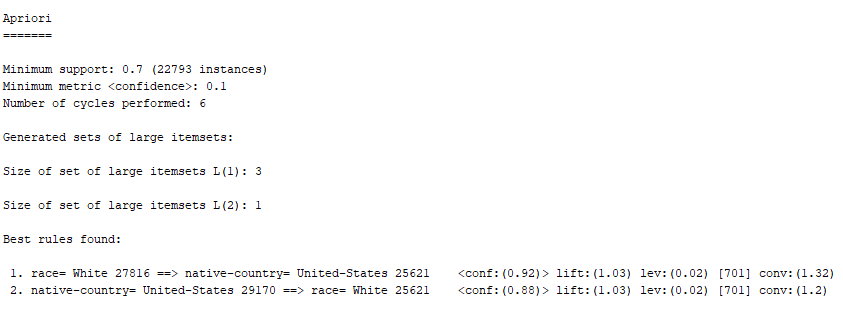 Apriori
=======
Minimum support: 0.7 (22793 instances)
Minimum metric <confidence>: 0.1
Number of cycles performed: 6
Generated sets of large itemsets:
Size of set of large itemsets L(1): 3
Size of set of large itemsets L(2): 1
Best rules found:
1. race= White 27816 ==> native-country= United-States 25621    <conf:(0.92)> lift:(1.03) lev:(0.02) [701] conv:(1.32)
2. native-country= United-States 29170 ==> race= White 25621    <conf:(0.88)> lift:(1.03) lev:(0.02) [701] conv:(1.2)